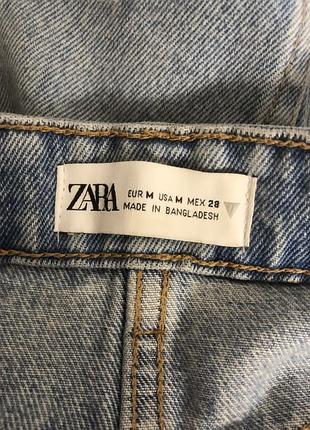 ZARA
EUR M USA M MEX 28
MADE IN BANGLADESH